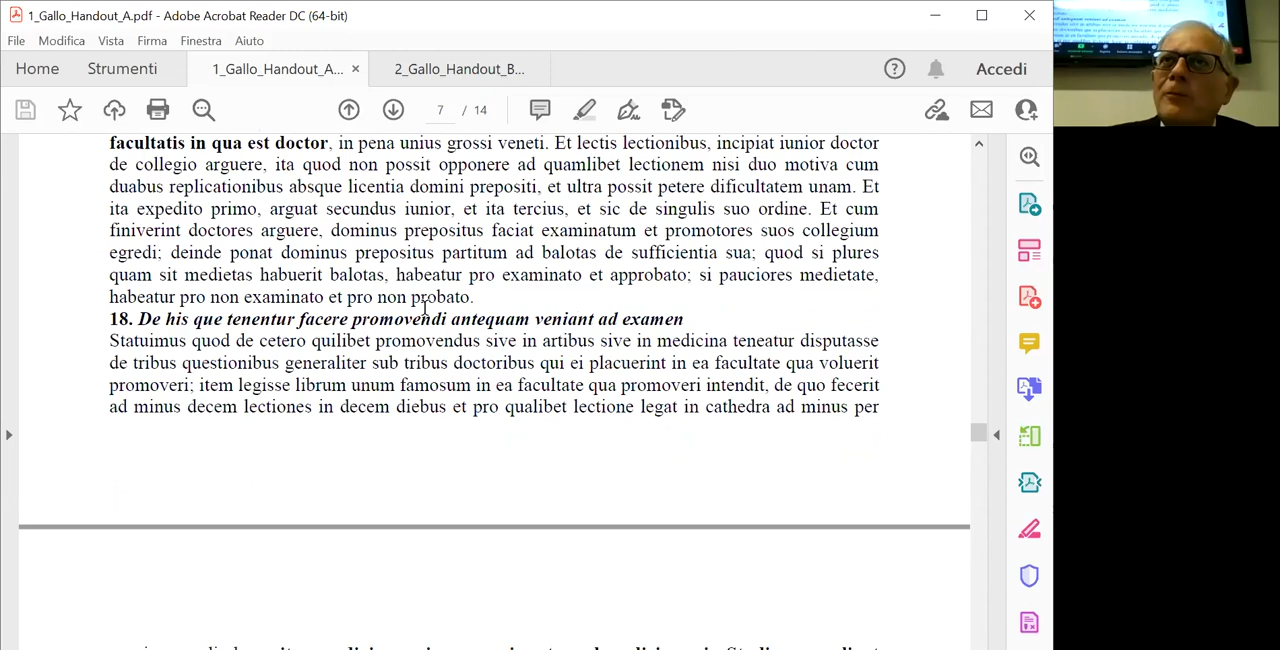 1_Gallo_Handout_A.pdf - Adobe Acrobat Reader DC (64-bit)
File Modifica Vista Firma Finestra Aiuto
Home Strumenti 1_Gallo_Handout_A... × 2_Gallo_Handout_B... Accedi
7 / 14
facultatis in qua est doctor, in pena unius grossi veneti. Et lectis lectionibus, incipiat iunior doctor
de collegio arguere, ita quod non possit opponere ad quamlibet lectionem nisi duo motiva cum
duabus replicationibus absque licentia domini prepositi, et ultra possit petere dificultatem unam. Et
ita expedito primo, arguat secundus iunior, et ita tercius, et sic de singulis suo ordine. Et cum
finiverint doctores arguere, dominus prepositus faciat examinatum et promotores suos collegium
egredi; deinde ponat dominus prepositus partitum ad balotas de sufficientia sua; quod si plures
quam sit medietas habuerit balotas, habeatur pro examinato et approbato; si pauciores medietate,
habeatur pro non examinato et pro non probato.
18. De his que tenentur facere promovendi antequam veniant ad examen
Statuimus quod de cetero quilibet promovendus sive in artibus sive in medicina teneatur disputasse
de tribus questionibus generaliter sub tribus doctoribus qui ei placuerint in ea facultate qua voluerit
promoveri; item legisse librum unum famosum in ea facultate qua promoveri intendit, de quo fecerit
ad minus decem lectiones in decem diebus et pro qualibet lectione legat in cathedra ad minus per